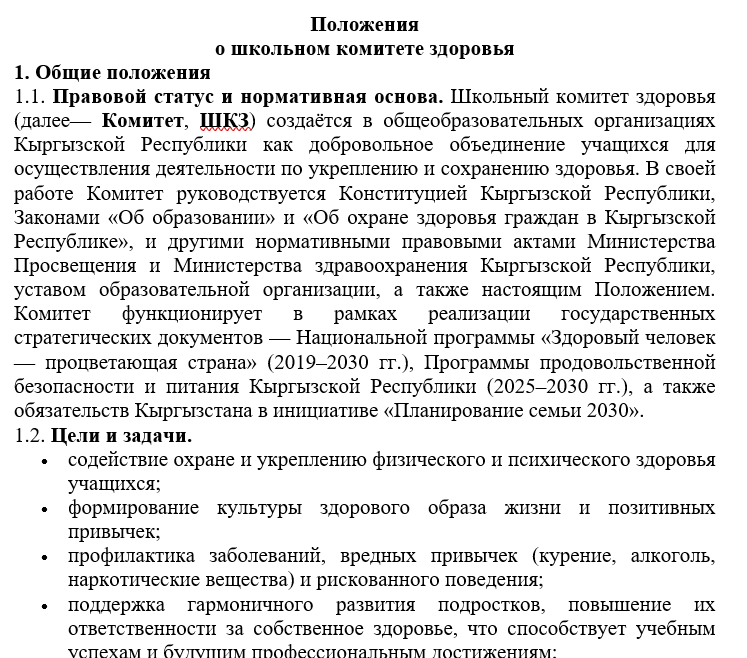 Положения
о школьном комитете здоровья
1. Общие положения
1.1. Правовой статус и нормативная основа. Школьный комитет здоровья
(далее— Комитет, ШКЗ) создаётся в общеобразовательных организациях
Кыргызской Республики как добровольное объединение учащихся для
осуществления деятельности по укреплению и сохранению здоровья. В своей
работе Комитет руководствуется Конституцией Кыргызской Республики,
Законами «Об образовании» и «Об охране здоровья граждан в Кыргызской
Республике», и другими нормативными правовыми актами Министерства
Просвещения и Министерства здравоохранения Кыргызской Республики,
уставом образовательной организации, а также настоящим Положением.
Комитет функционирует в рамках реализации государственных
стратегических документов — Национальной программы «Здоровый человек
— процветающая страна» (2019–2030 гг.), Программы продовольственной
безопасности и питания Кыргызской Республики (2025–2030 гг.), а также
обязательств Кыргызстана в инициативе «Планирование семьи 2030».
1.2. Цели и задачи.
• содействие охране и укреплению физического и психического здоровья
учащихся;
• формирование культуры здорового образа жизни и позитивных
привычек;
• профилактика заболеваний, вредных привычек (курение, алкоголь,
наркотические вещества) и рискованного поведения;
• поддержка гармоничного развития подростков, повышение их
ответственности за собственное здоровье, что способствует учебным
успехам и будущим профессиональным достижениям;